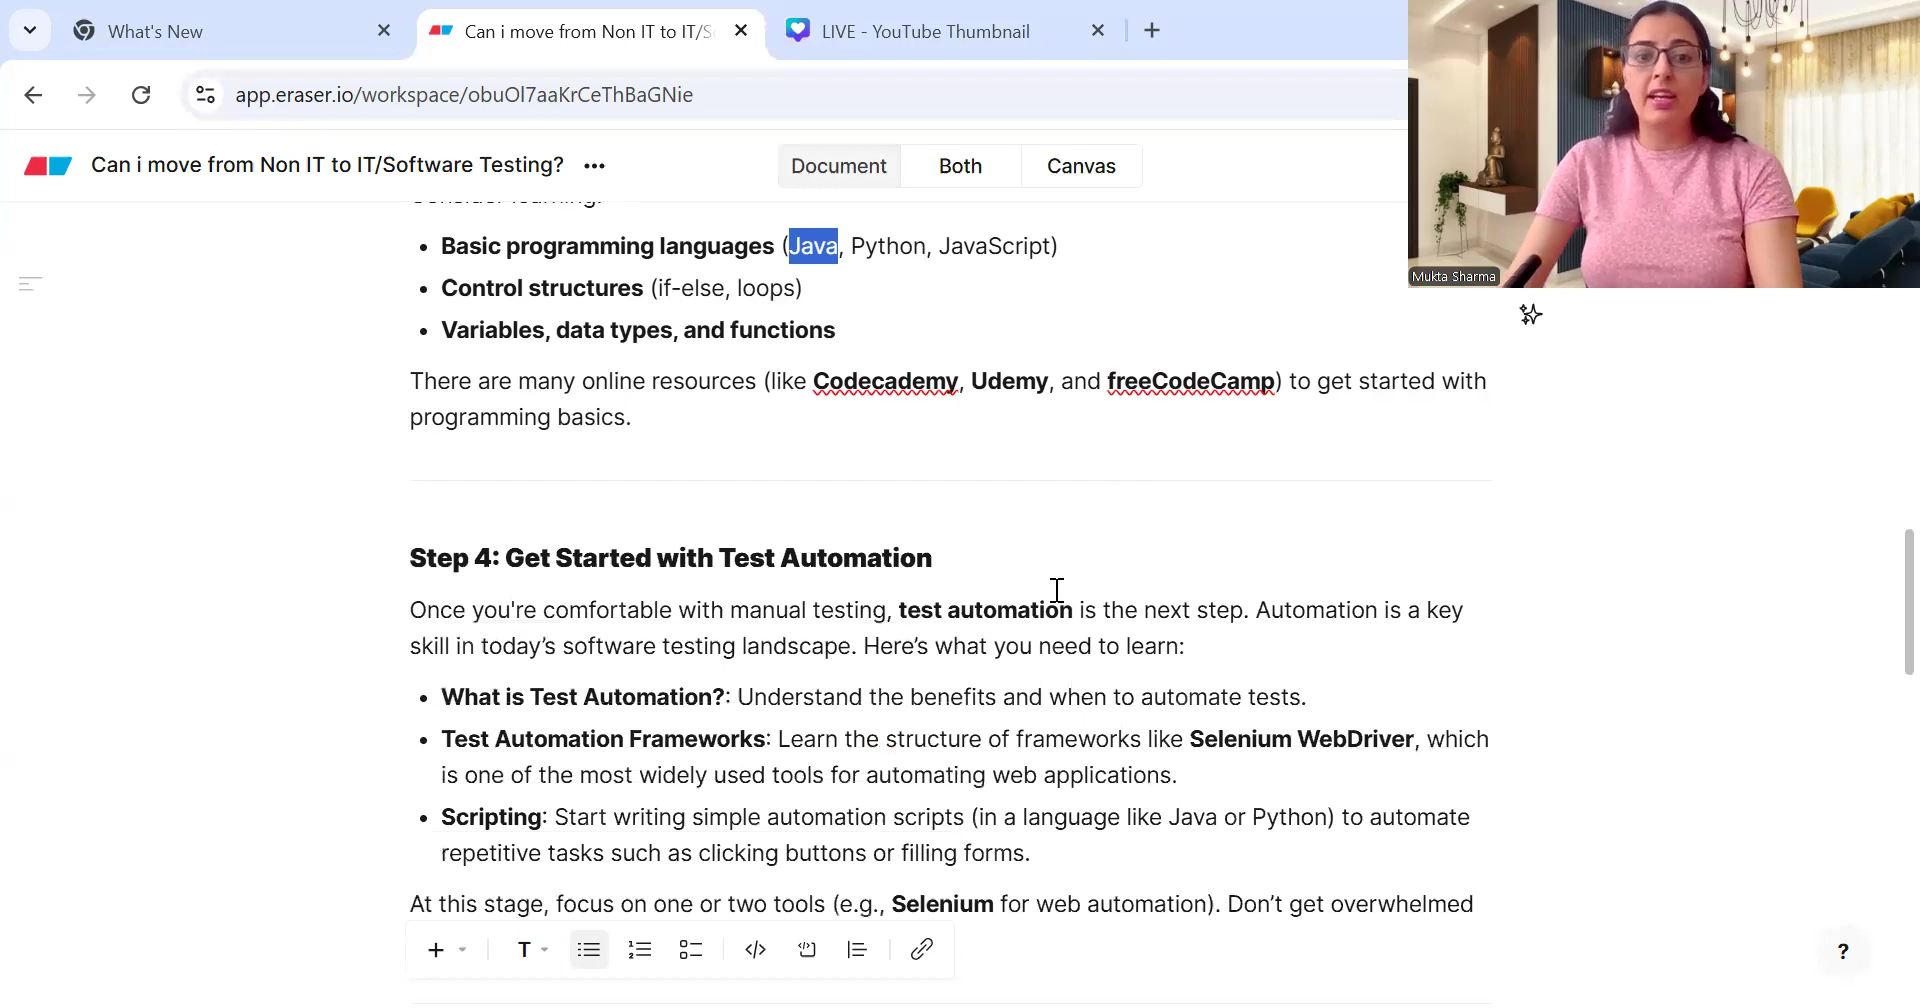 What's New
Can i move from Non IT to IT/S
LIVE - YouTube Thumbnail
app.eraser.io/workspace/obuOl7aaKrCeThBaGNie
Can i move from Non IT to IT/Software Testing?
Document
Both
Canvas
Mukta Sharma
Consider learning:
• Basic programming languages (Java, Python, JavaScript)
• Control structures (if-else, loops)
• Variables, data types, and functions
There are many online resources (like Codecademy, Udemy, and freeCodeCamp) to get started with
programming basics.
Step 4: Get Started with Test Automation
Once you're comfortable with manual testing, test automation is the next step. Automation is a key
skill in today’s software testing landscape. Here’s what you need to learn:
• What is Test Automation?: Understand the benefits and when to automate tests.
• Test Automation Frameworks: Learn the structure of frameworks like Selenium WebDriver, which
is one of the most widely used tools for automating web applications.
• Scripting: Start writing simple automation scripts (in a language like Java or Python) to automate
repetitive tasks such as clicking buttons or filling forms.
At this stage, focus on one or two tools (e.g., Selenium for web automation). Don’t get overwhelmed
T
?